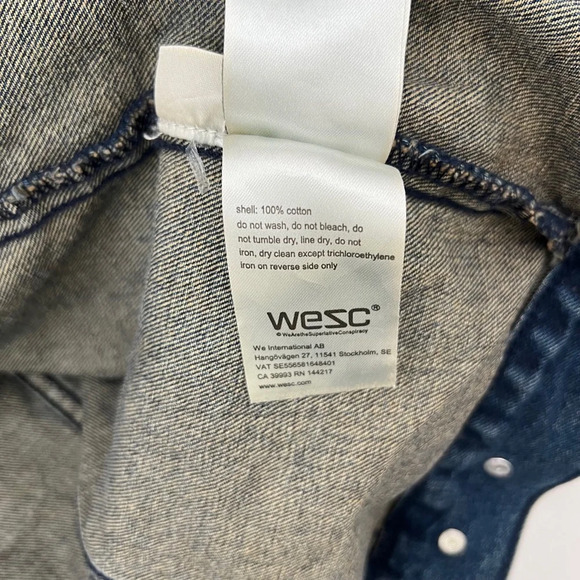 shell: 100% cotton
do not wash, do not bleach, do
not tumble dry, line dry, do not
iron, dry clean except trichloroethylene
iron on reverse side only
wesc®
©WeAretheSuperlativeConspiracy
We International AB
Hangövägen 27, 11541 Stockholm, SE
VAT SE556581648401
CA 39993 RN 144217
www.wesc.com